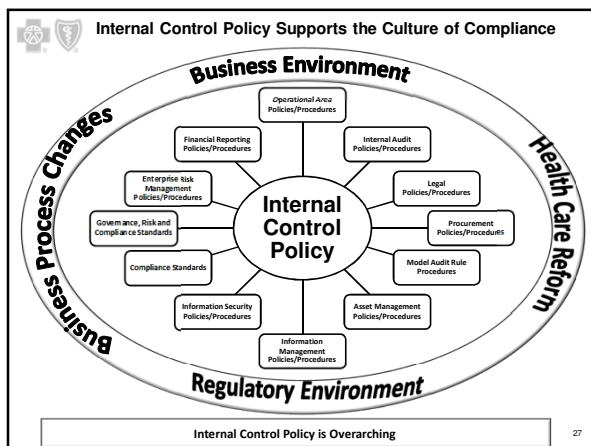 Internal Control Policy Supports the Culture of Compliance
Business Environment
Business Process Changes
Health Care Reform
Operational Area
Policies/Procedures
Financial Reporting
Policies/Procedures
Internal Audit
Policies/Procedures
Enterprise Risk
Management
Policies/Procedures
Legal
Policies/Procedures
Governance, Risk and
Compliance Standards
Internal
Control
Policy
Procurement
Policies/Procedures
Compliance Standards
Model Audit Rule
Procedures
Information Security
Policies/Procedures
Asset Management
Policies/Procedures
Information
Management
Policies/Procedures
Regulatory Environment
Internal Control Policy is Overarching
27